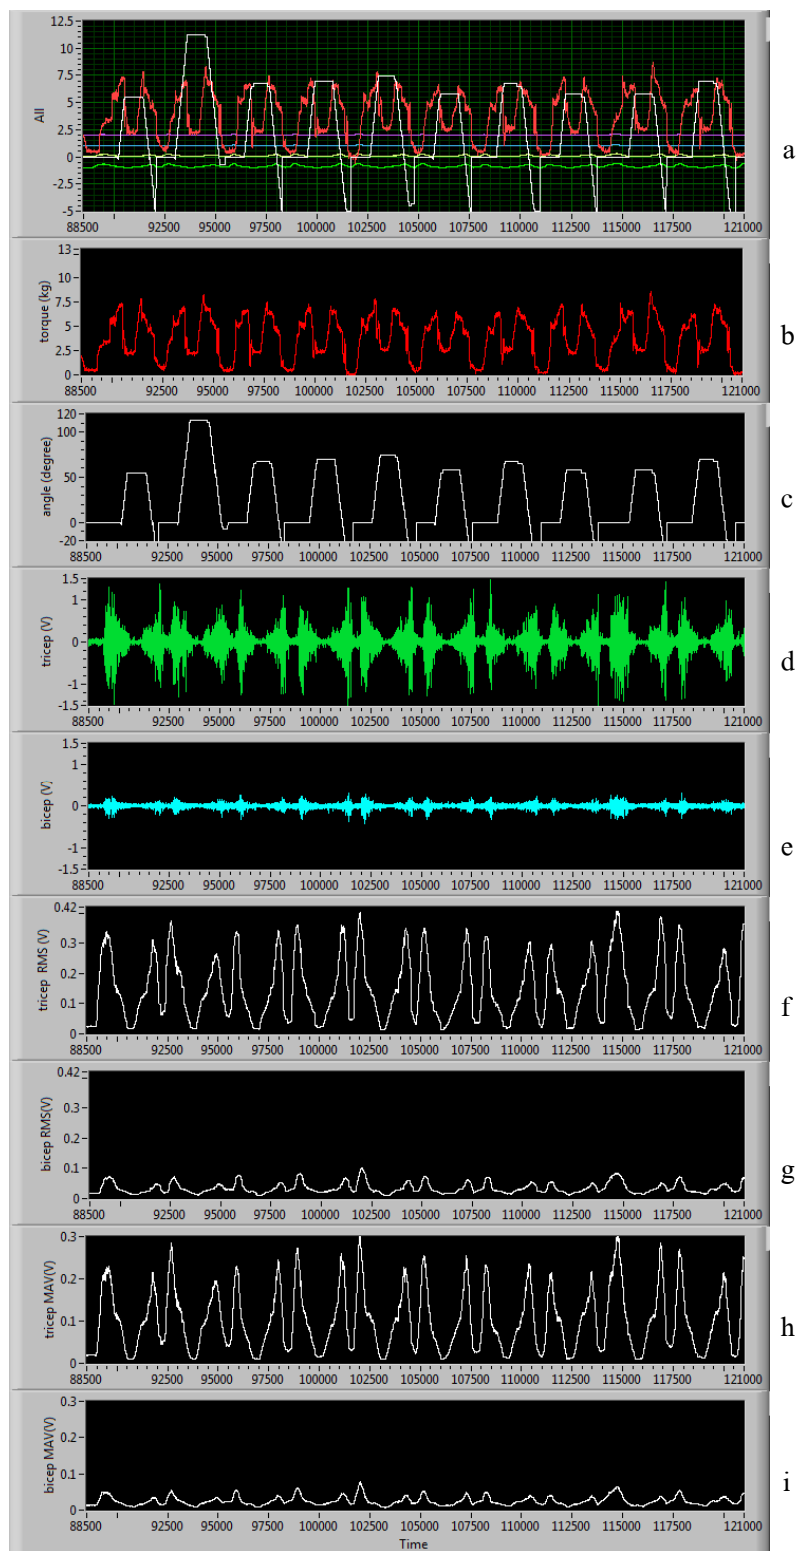 12.5
10
7.5
5
2.5
0
-2.5
-5
All
88500 92500 95000 97500 100000 102500 105000 107500 110000 112500 115000 117500 121000
a
13
10
7.5
5
2.5
0
torque (kg)
88500 92500 95000 97500 100000 102500 105000 107500 110000 112500 115000 117500 121000
b
120
100
50
0
-20
angle (degree)
88500 92500 95000 97500 100000 102500 105000 107500 110000 112500 115000 117500 121000
c
1.5
1
0
-1
-1.5
tricep (V)
88500 92500 95000 97500 100000 102500 105000 107500 110000 112500 115000 117500 121000
d
1.5
1
0
-1
-1.5
bicep (V)
88500 92500 95000 97500 100000 102500 105000 107500 110000 112500 115000 117500 121000
e
0.42
0.3
0.2
0.1
0
tricep RMS (V)
88500 92500 95000 97500 100000 102500 105000 107500 110000 112500 115000 117500 121000
f
0.42
0.3
0.2
0.1
0
bicep RMS(V)
88500 92500 95000 97500 100000 102500 105000 107500 110000 112500 115000 117500 121000
g
0.3
0.2
0.1
0
tricep MAV(V)
88500 92500 95000 97500 100000 102500 105000 107500 110000 112500 115000 117500 121000
h
0.3
0.2
0.1
0
bicep MAV(V)
88500 92500 95000 97500 100000 102500 105000 107500 110000 112500 115000 117500 121000
Time
i